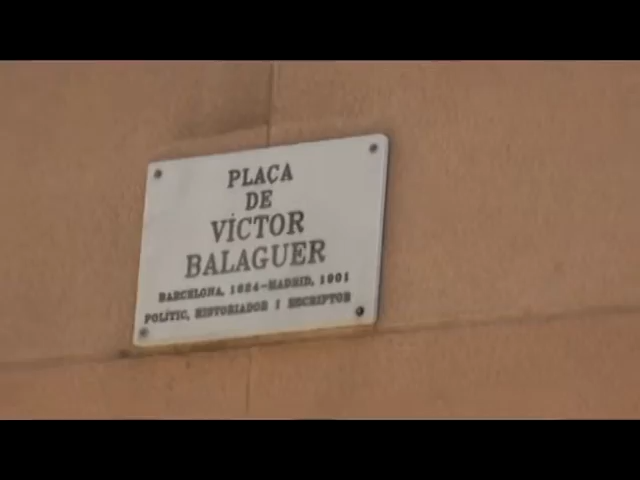 PLAÇA
DE
VÍCTOR
BALAGUER
BARCELONA, 1824-MADRID, 1901
POLÍTIC, HISTORIADOR I ESCRIPTOR